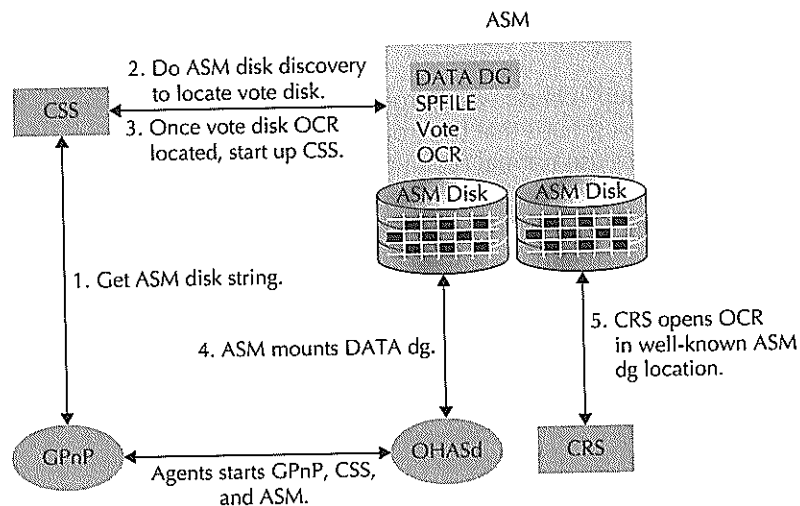 ASM
2. Do ASM disk discovery
to locate vote disk.
CSS
3. Once vote disk OCR
located, start up CSS.
DATA DG
SPFILE
Vote
OCR
ASM Disk
ASM Disk
1. Get ASM disk string.
4. ASM mounts DATA dg.
5. CRS opens OCR
in well-known ASM
dg location.
GPnP
OHASd
CRS
Agents starts GPnP, CSS,
and ASM.